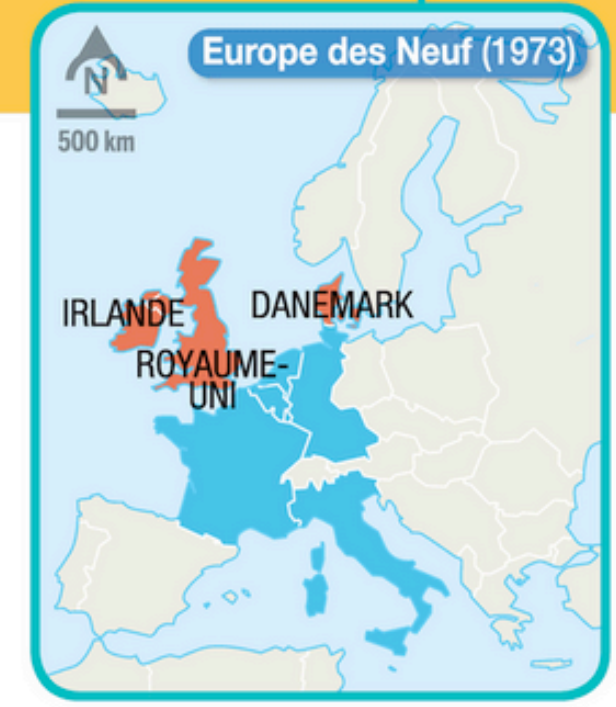 Europe des Neuf (1973)
N
500 km
IRLANDE
DANEMARK
ROYAUME-
UNI